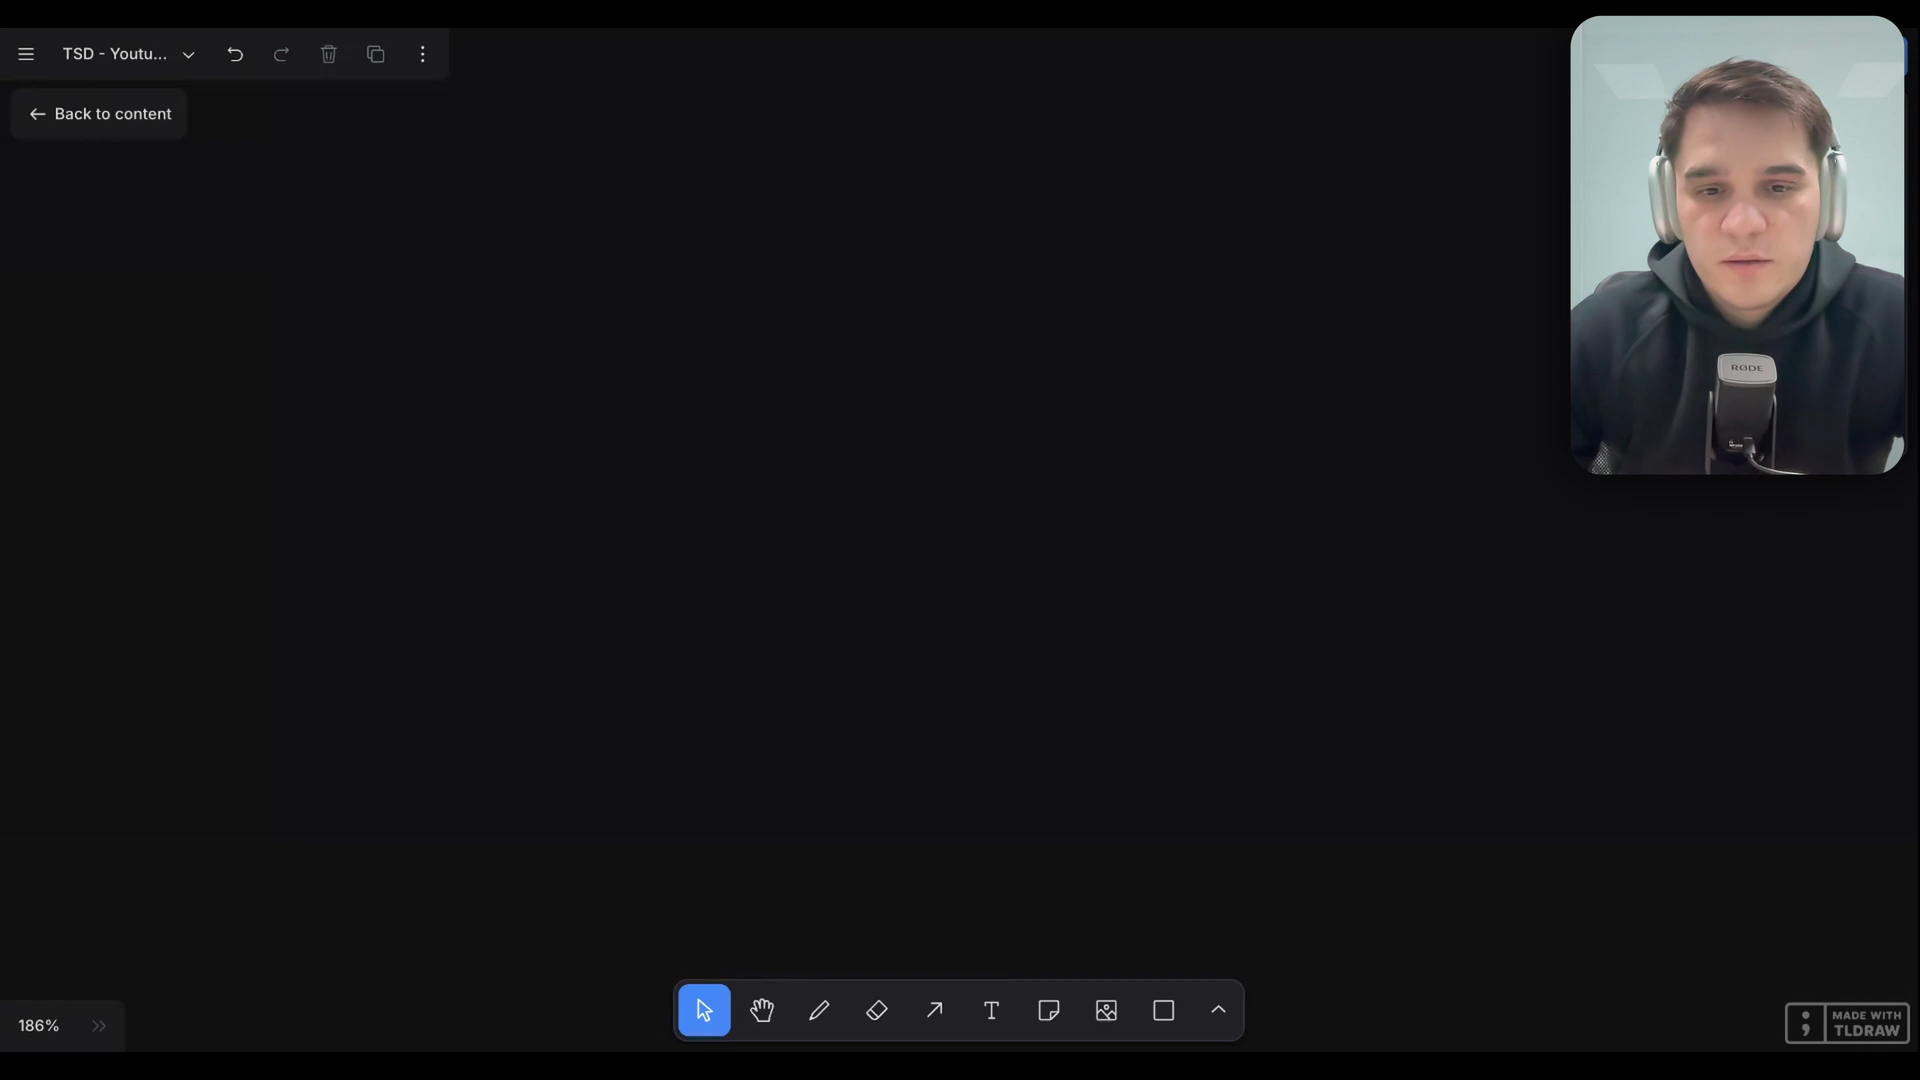 TSD - Youtu...
Back to content
RØDE
186%
MADE WITH
TLDRAW